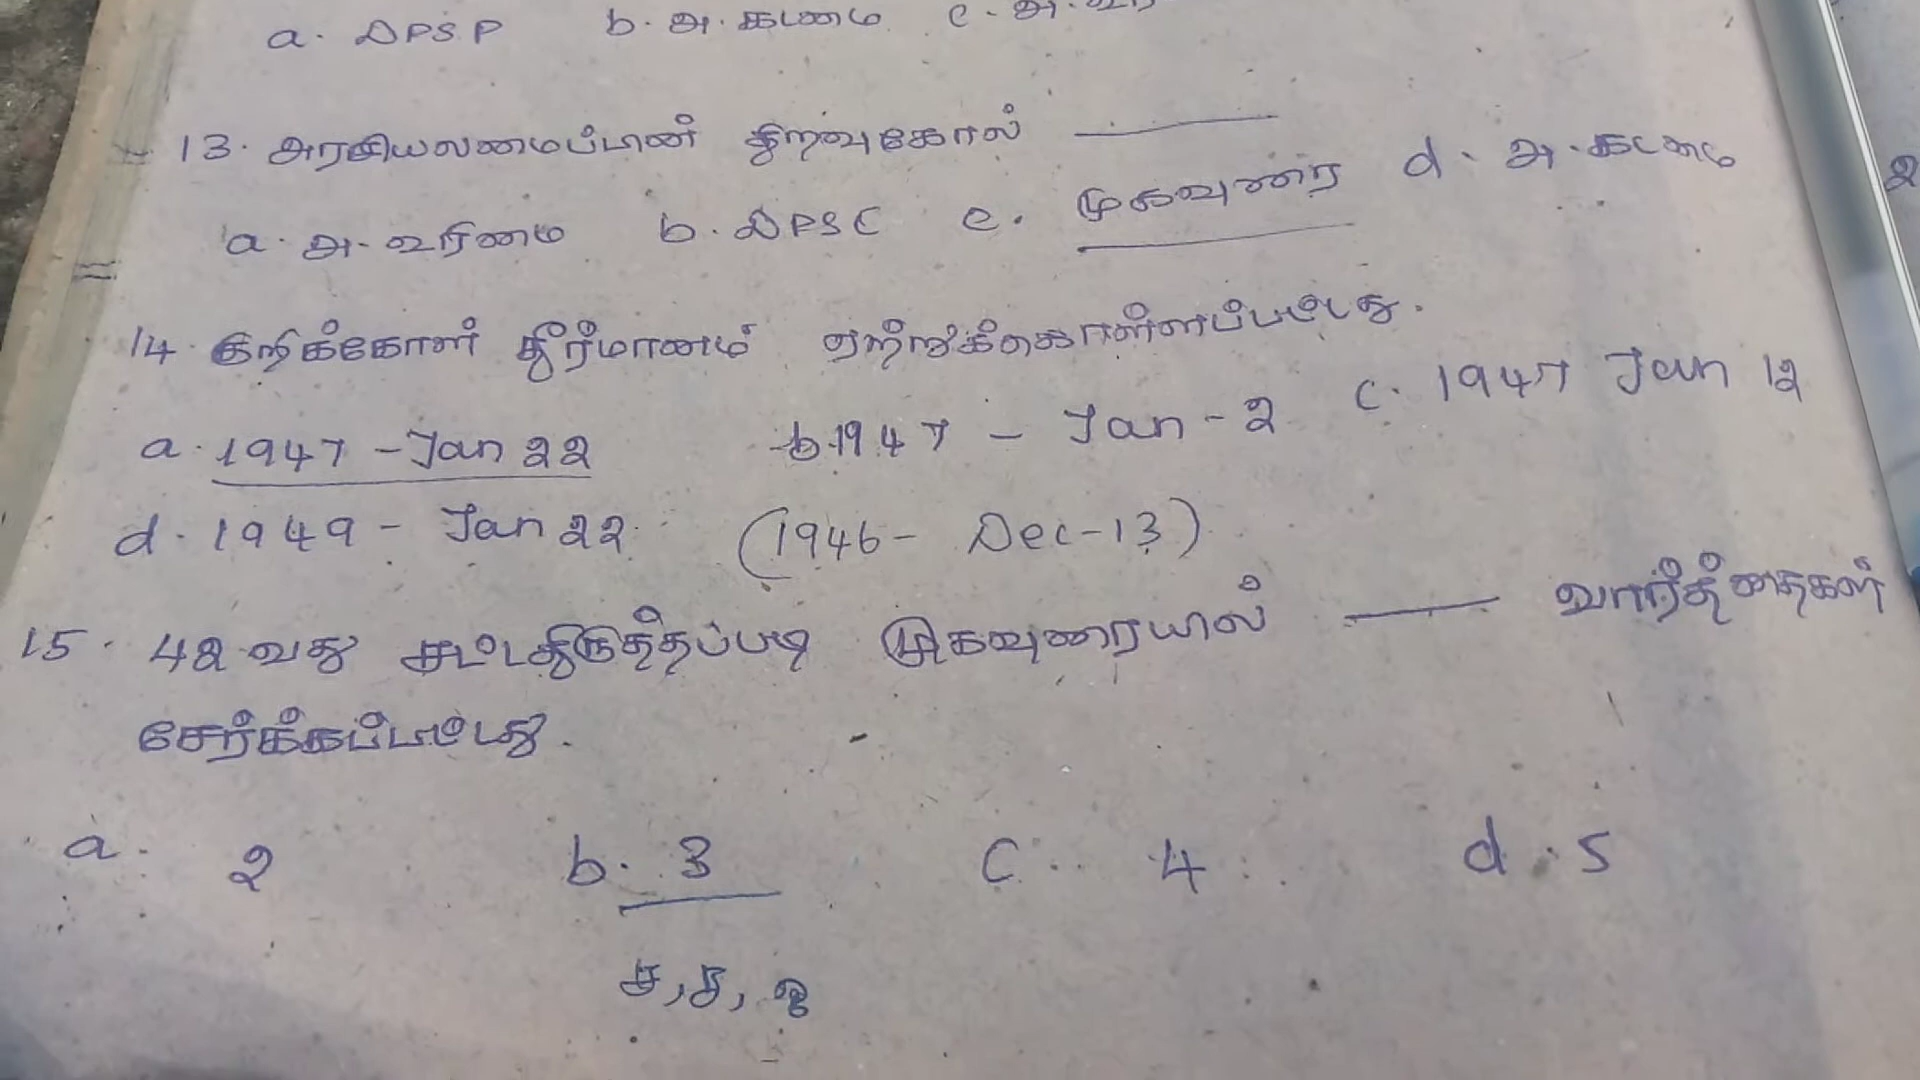 a. DPSP b. அ.கடமை c. அ.
13. அரசியலமைப்பின் திறவுகோல் ———
a. அ.உரிமை b. DPSC c. முகவுரை d. அ.கடமை
14. குறிக்கோள் தீர்மானம் ஏற்றுக்கொள்ளப்பட்டது.
a. 1947 - Jan 22 b. 1947 - Jan - 2 c. 1947 Jan 12
d. 1949 - Jan 22 (1946 - Dec-13)
15. 42 வது சட்டதிருத்தப்படி முகவுரையில் ——— வார்த்தைகள்
சேர்க்கப்பட்டது.
a. 2 b. 3 c. 4 d. 5
ச, ச, ஒ
2